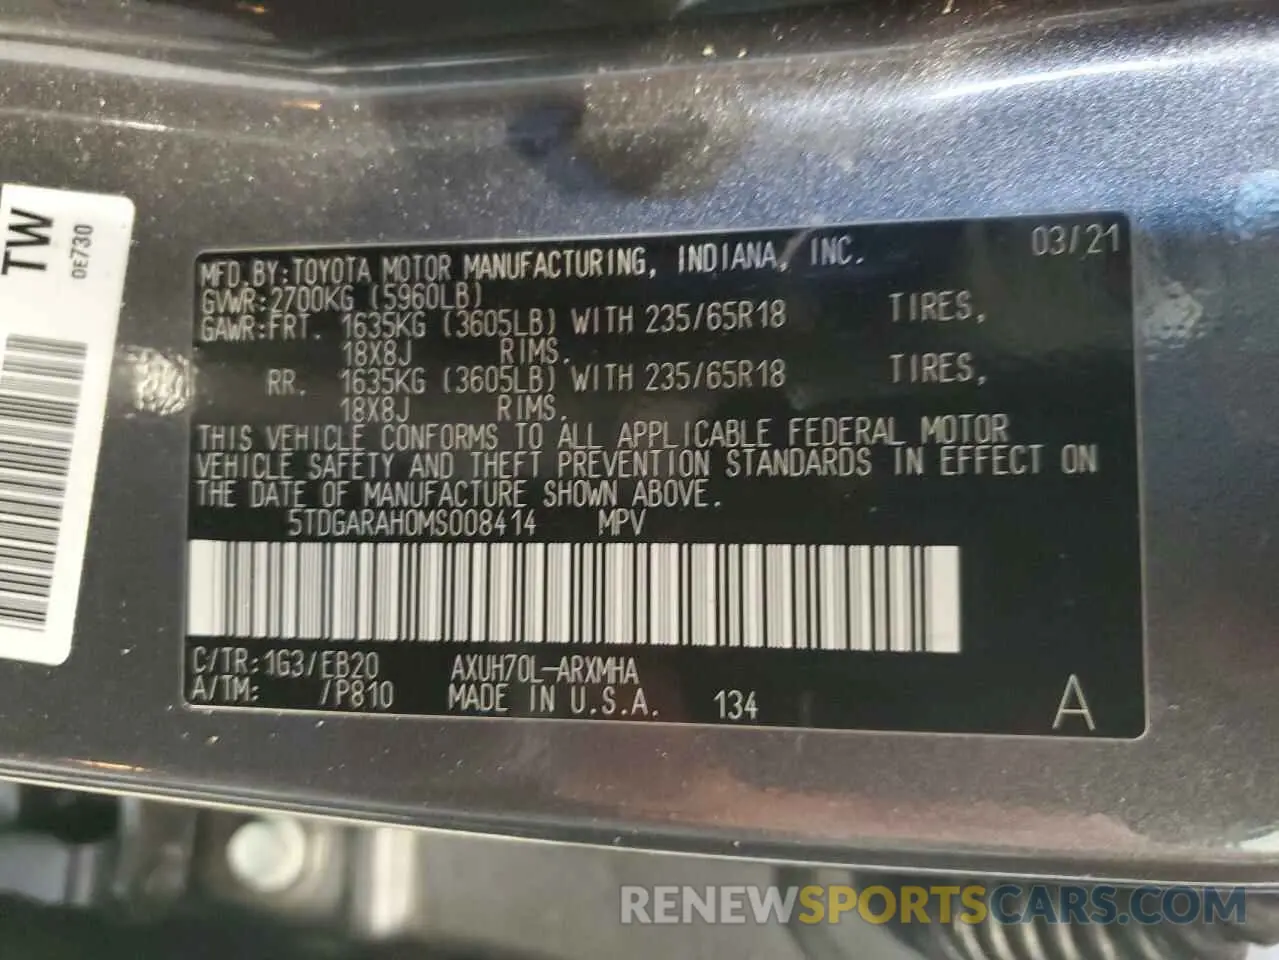 TW
0E730
MFD.BY:TOYOTA MOTOR MANUFACTURING, INDIANA, INC. 03/21
GVWR:2700KG (5960LB)
GAWR:FRT. 1635KG (3605LB) WITH 235/65R18 TIRES,
18X8J RIMS.
RR. 1635KG (3605LB) WITH 235/65R18 TIRES,
18X8J RIMS.
THIS VEHICLE CONFORMS TO ALL APPLICABLE FEDERAL MOTOR
VEHICLE SAFETY AND THEFT PREVENTION STANDARDS IN EFFECT ON
THE DATE OF MANUFACTURE SHOWN ABOVE.
5TDGARAH0MS008414 MPV
C/TR:1G3/EB20 AXUH70L-ARXMHA
A/TM: /P810 MADE IN U.S.A. 134 A
RENEWSPORTSCARS.COM